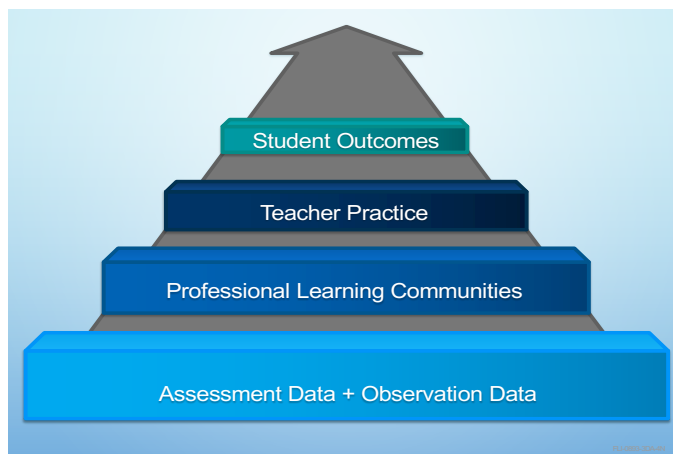 Student Outcomes
Teacher Practice
Professional Learning Communities
Assessment Data + Observation Data